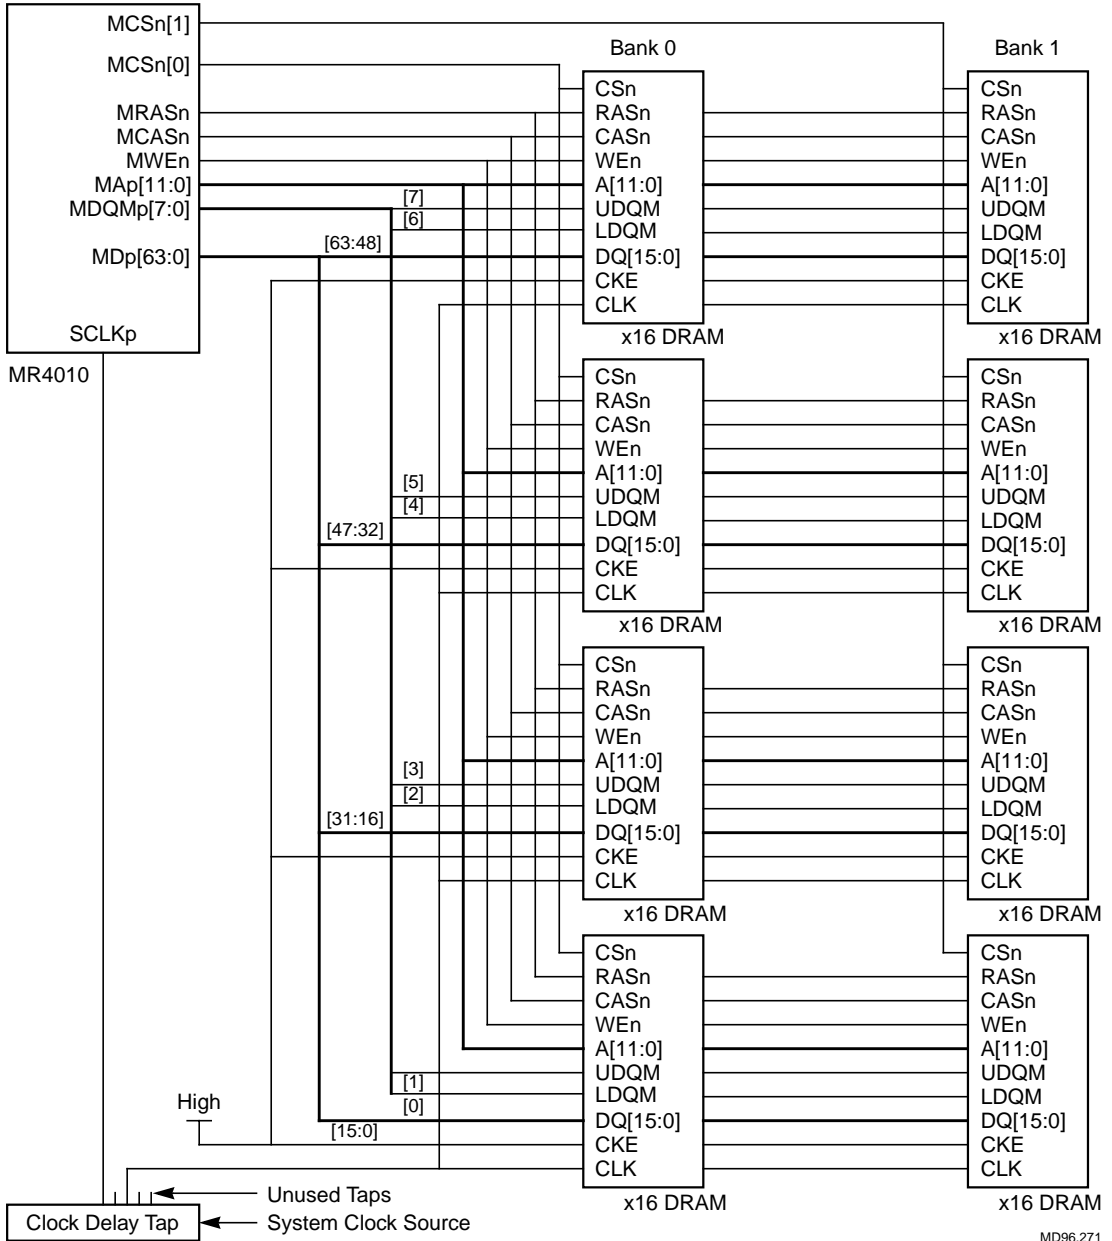 MCSn[1]
MCSn[0]
MRASn
MCASn
MWEn
MAp[11:0]
MDQMp[7:0]
MDp[63:0]
SCLKp
MR4010
Bank 0
Bank 1
[7]
[6]
[63:48]
CSn
RASn
CASn
WEn
A[11:0]
UDQM
LDQM
DQ[15:0]
CKE
CLK
x16 DRAM
CSn
RASn
CASn
WEn
A[11:0]
UDQM
LDQM
DQ[15:0]
CKE
CLK
x16 DRAM
[5]
[4]
[47:32]
CSn
RASn
CASn
WEn
A[11:0]
UDQM
LDQM
DQ[15:0]
CKE
CLK
x16 DRAM
CSn
RASn
CASn
WEn
A[11:0]
UDQM
LDQM
DQ[15:0]
CKE
CLK
x16 DRAM
[3]
[2]
[31:16]
CSn
RASn
CASn
WEn
A[11:0]
UDQM
LDQM
DQ[15:0]
CKE
CLK
x16 DRAM
CSn
RASn
CASn
WEn
A[11:0]
UDQM
LDQM
DQ[15:0]
CKE
CLK
x16 DRAM
[1]
[0]
[15:0]
CSn
RASn
CASn
WEn
A[11:0]
UDQM
LDQM
DQ[15:0]
CKE
CLK
x16 DRAM
CSn
RASn
CASn
WEn
A[11:0]
UDQM
LDQM
DQ[15:0]
CKE
CLK
x16 DRAM
High
Unused Taps
Clock Delay Tap
System Clock Source
MD96.271